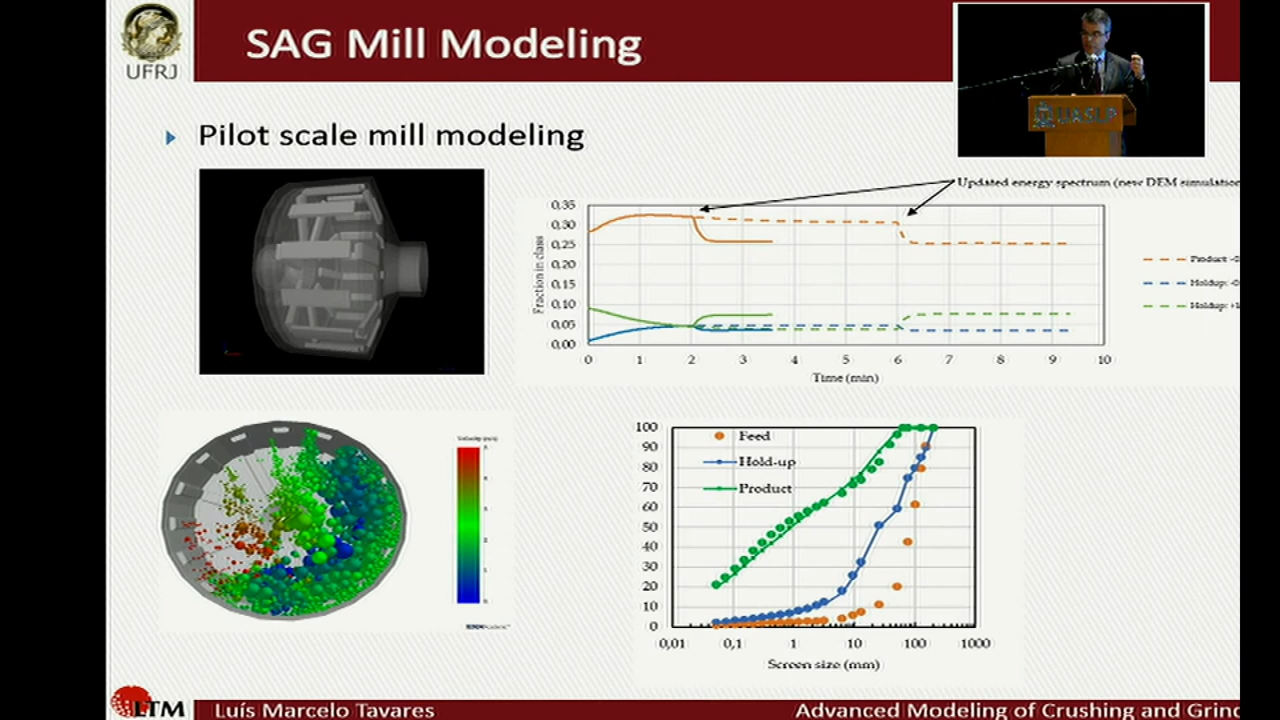 UFRJ
SAG Mill Modeling
UASLP
Pilot scale mill modeling
Updated energy spectrum (new DEM simulation
Fraction in class
0,35
0,30
0,25
0,20
0,15
0,10
0,05
0,00
0 1 2 3 4 5 6 7 8 9 10
Time (min)
Product
Holdup:
Holdup:
Velocity (m/s)
100
90
80
70
60
50
40
30
20
10
0
Feed
Hold-up
Product
0,01 0,1 1 10 100 1000
Screen size (mm)
LTM
Luís Marcelo Tavares
Advanced Modeling of Crushing and Grind